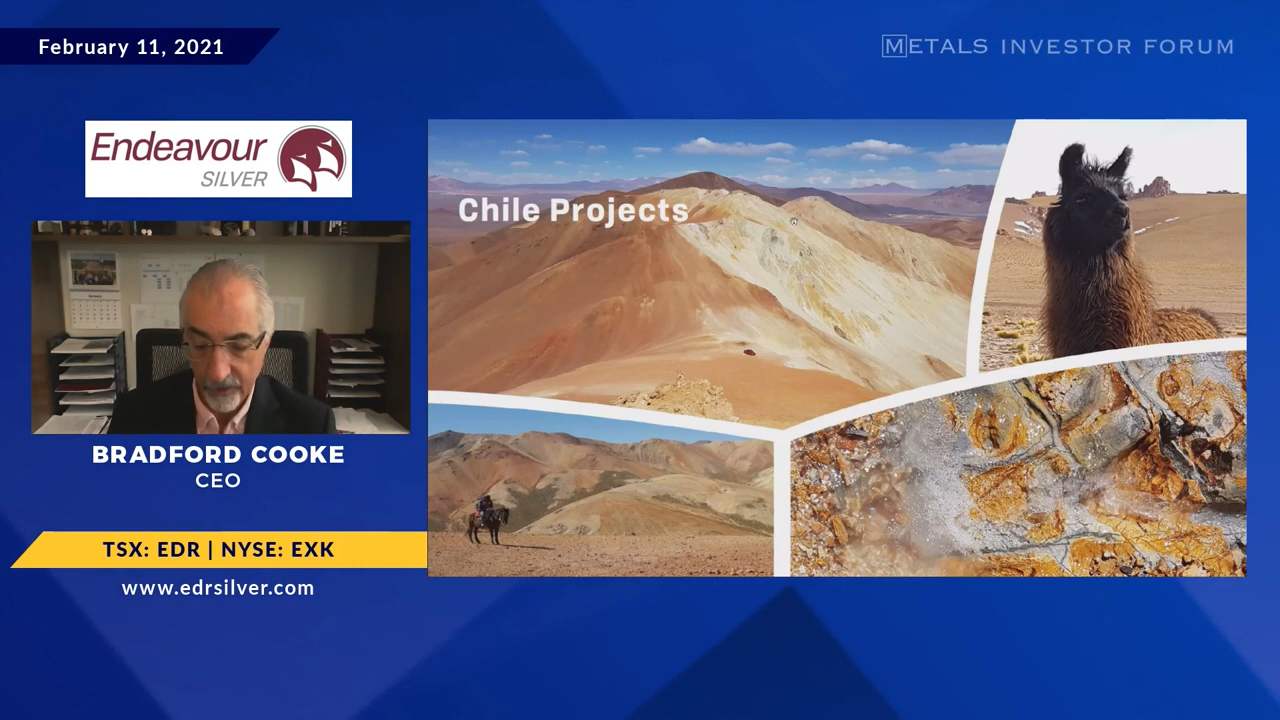 February 11, 2021
METALS INVESTOR FORUM
Endeavour
SILVER
Chile Projects
January
BRADFORD COOKE
CEO
TSX: EDR | NYSE: EXK
www.edrsilver.com